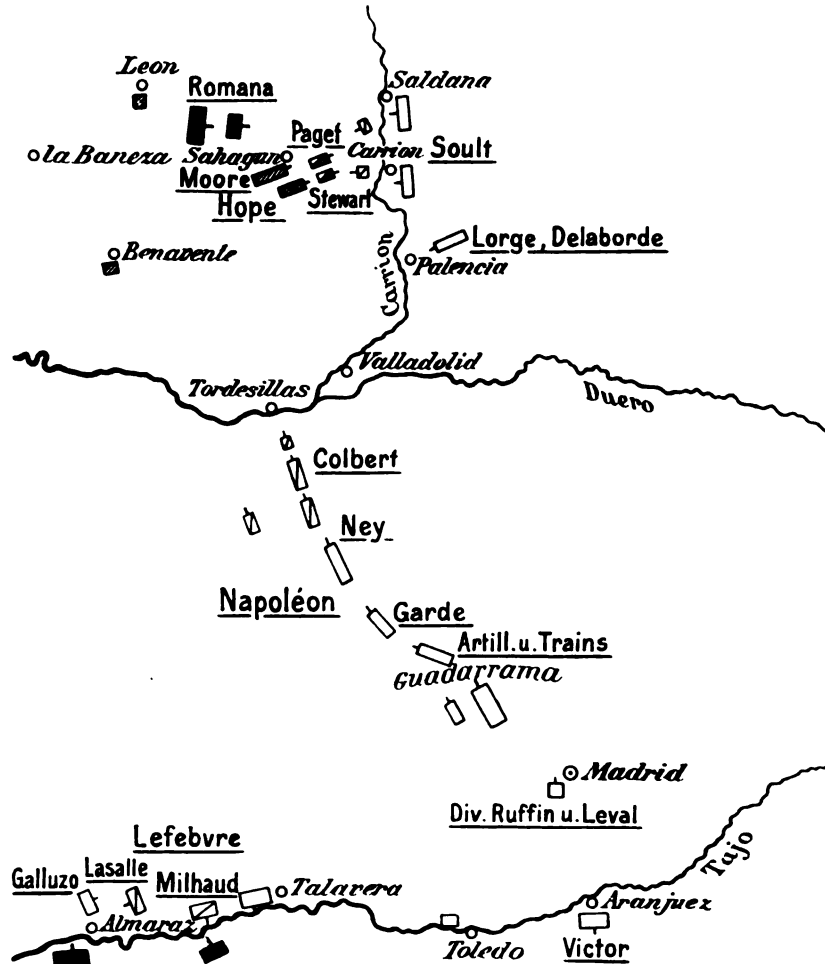 Leon
Romana
Saldana
la Baneza
Sahagun
Paget
Carrion
Soult
Moore
Hope
Stewart
Benavente
Carrion
Lorge, Delaborde
Palencia
Valladolid
Tordesillas
Duero
Colbert
Ney
Napoléon
Garde
Artill. u. Trains
Guadarrama
Madrid
Div. Ruffin u. Leval
Tajo
Lefebvre
Galluzo
Lasalle
Milhaud
Talavera
Almaraz
Aranjuez
Toledo
Victor